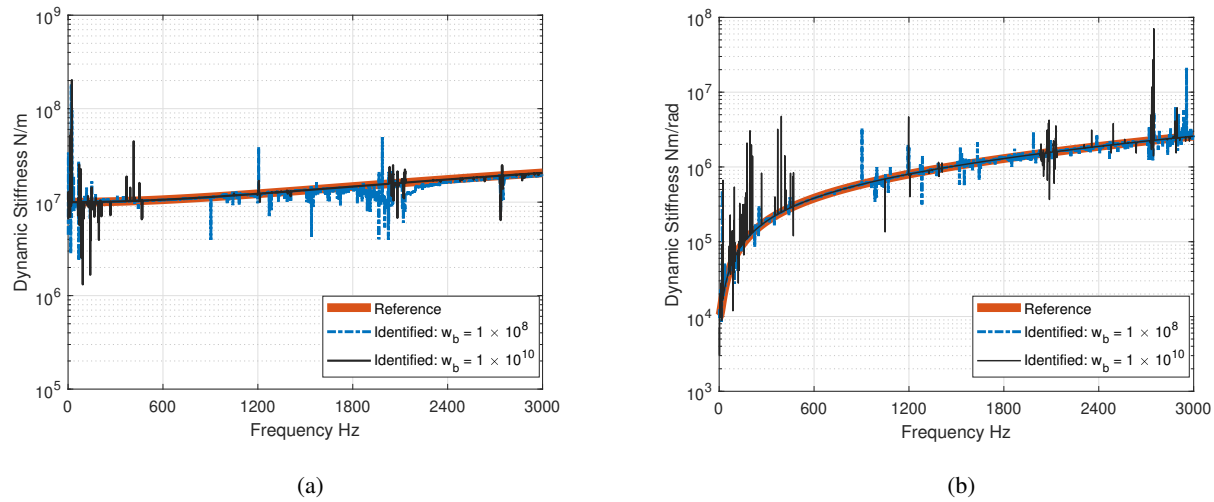 10^9
10^8
10^7
10^6
10^5
Dynamic Stiffness N/m
0 600 1200 1800 2400 3000
Frequency Hz
Reference
Identified: w_b = 1 × 10^8
Identified: w_b = 1 × 10^10
(a)
10^8
10^7
10^6
10^5
10^4
10^3
Dynamic Stiffness Nm/rad
0 600 1200 1800 2400 3000
Frequency Hz
Reference
Identified: w_b = 1 × 10^8
Identified: w_b = 1 × 10^10
(b)